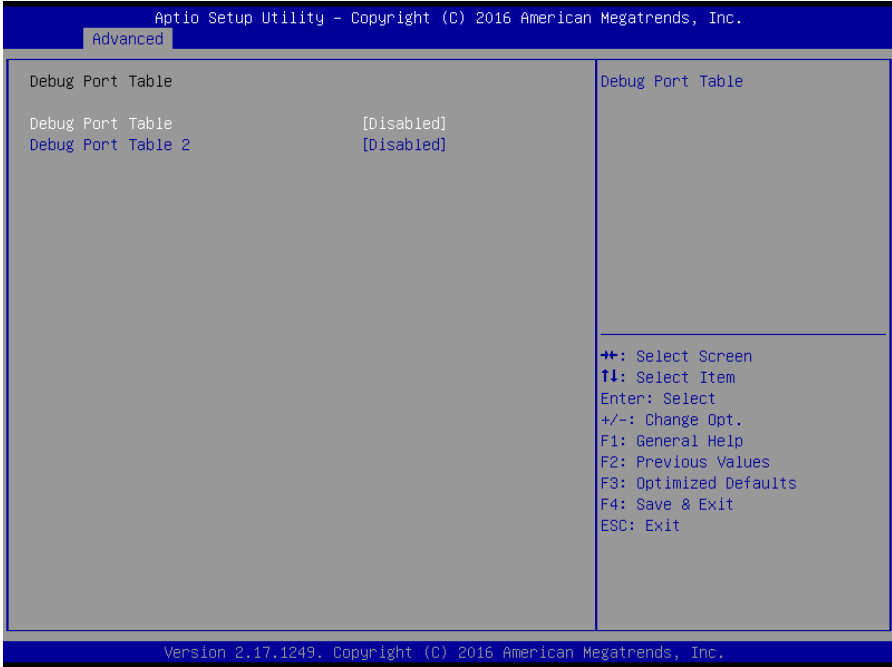 Aptio Setup Utility – Copyright (C) 2016 American Megatrends, Inc.
Advanced
Debug Port Table
Debug Port Table [Disabled]
Debug Port Table 2 [Disabled]
Debug Port Table
→←: Select Screen
↑↓: Select Item
Enter: Select
+/-: Change Opt.
F1: General Help
F2: Previous Values
F3: Optimized Defaults
F4: Save & Exit
ESC: Exit
Version 2.17.1249. Copyright (C) 2016 American Megatrends, Inc.